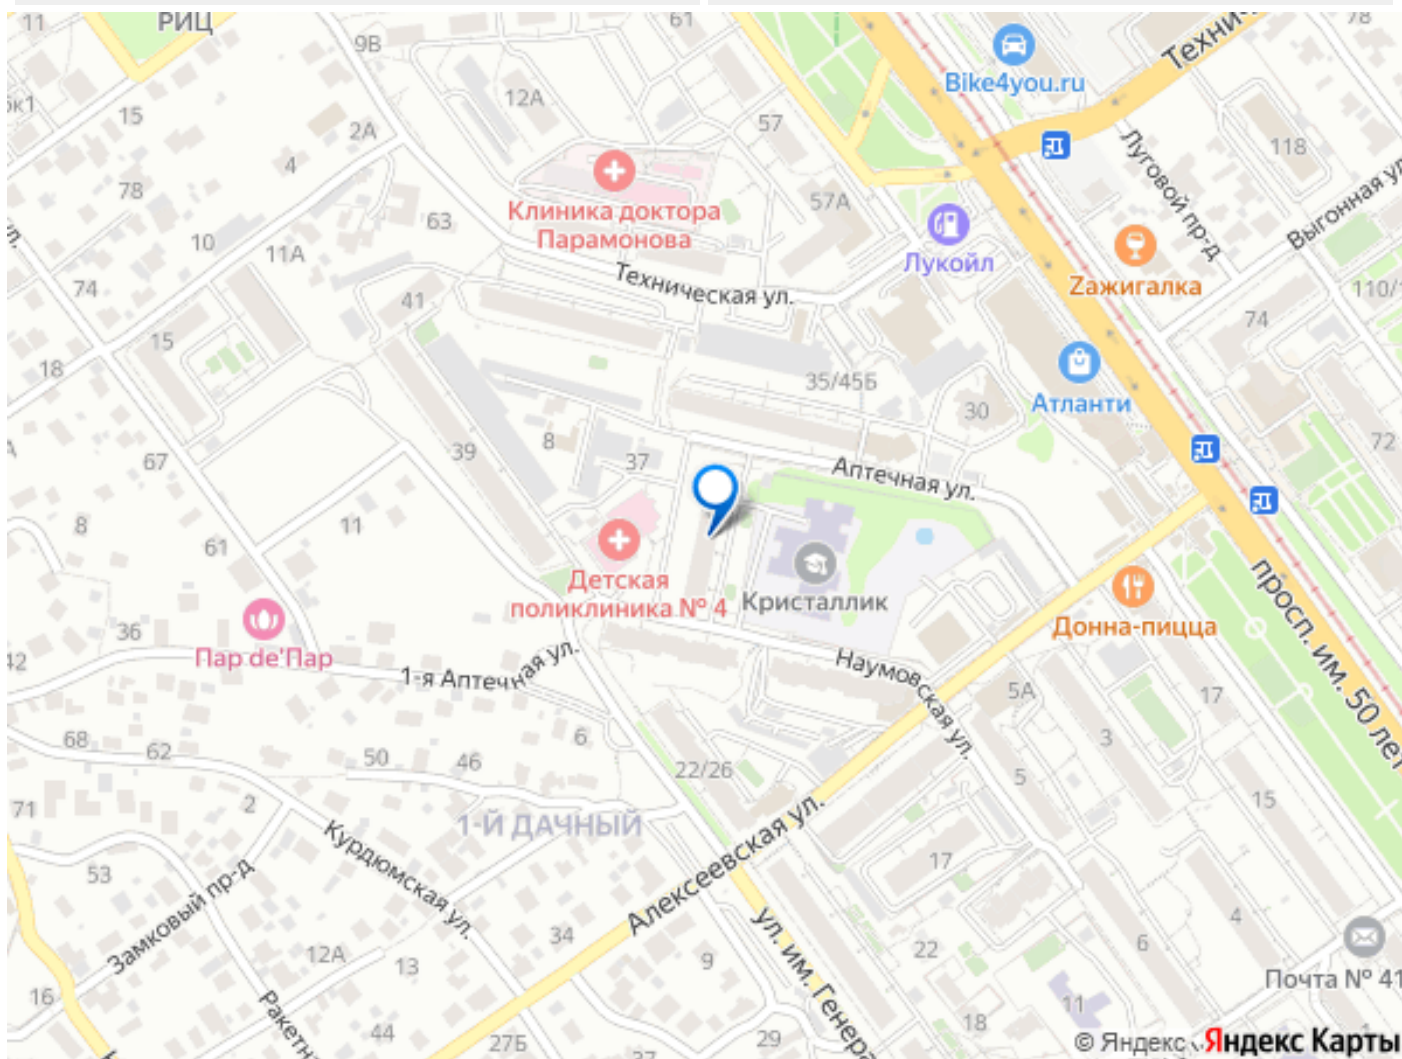 11
РИЦ
9В
61
78
Bike4you.ru
15
12А
2А
57
118
4
78
Луговой пр-д
Выгонная ул
57А
Клиника доктора
Парамонова
63
10
11А
Лукойл
Zажигалка
Техническая ул.
74
41
110/1
74
15
18
35/45Б
Атланти
30
72
8
37
39
67
Аптечная ул.
8
11
61
Детская
поликлиника № 4
Кристаллик
Донна-пицца
просп. им. 50 лет
36
42
Пар de'Пар
1-я Аптечная ул.
Наумовская ул.
5А
17
68
62
50
46
6
3
22/26
5
71
2
15
1-Й ДАЧНЫЙ
Курдюмская ул.
Алексеевская ул.
53
17
Замковый пр-д
4
34
ул. им. Генера
22
6
12А
13
9
Почта № 41
16
11
18
44
27Б
29
37
© Яндекс
Яндекс Карты